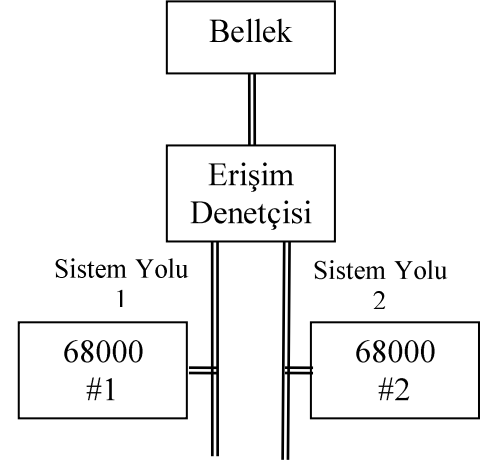 Bellek
Erişim
Denetçisi
Sistem Yolu
1
Sistem Yolu
2
68000
#1
68000
#2